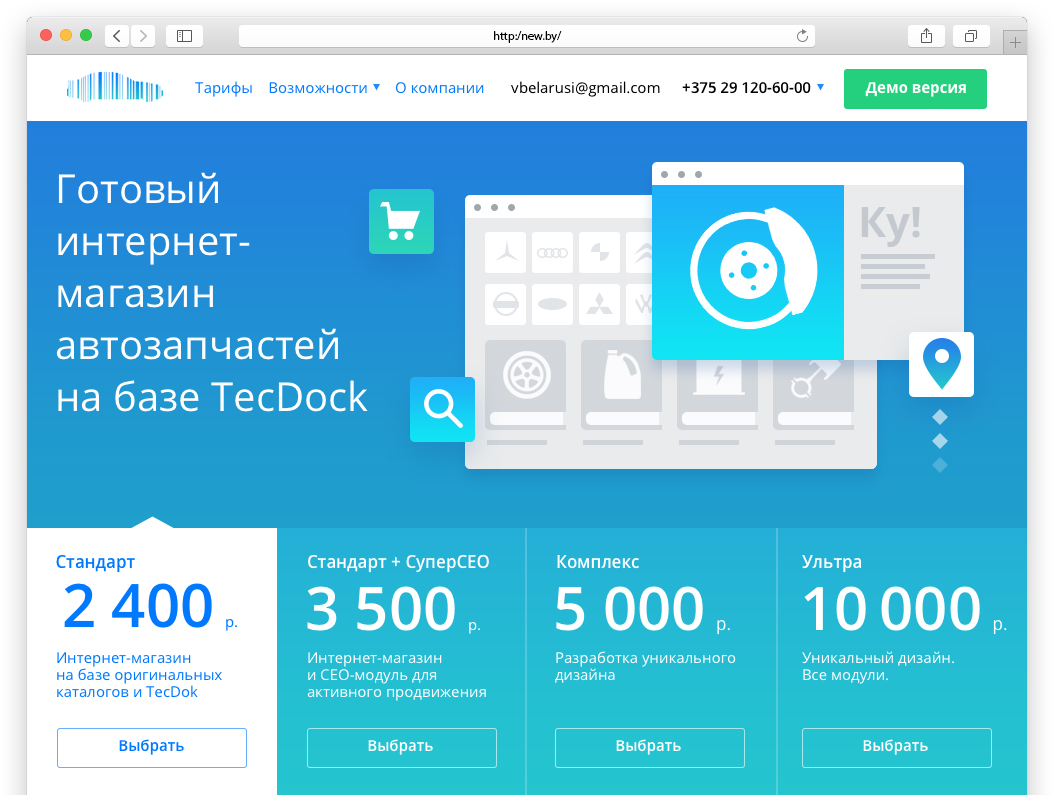 http:/new.by/
Тарифы Возможности О компании vbelarusi@gmail.com +375 29 120-60-00 Демо версия
Готовый
интернет-
магазин
автозапчастей
на базе TecDock
Ку!
Стандарт
2 400 р.
Интернет-магазин
на базе оригинальных
каталогов и TecDok
Выбрать
Стандарт + СуперСЕО
3 500 р.
Интернет-магазин
и СЕО-модуль для
активного продвижения
Выбрать
Комплекс
5 000 р.
Разработка уникального
дизайна
Выбрать
Ультра
10 000 р.
Уникальный дизайн.
Все модули.
Выбрать